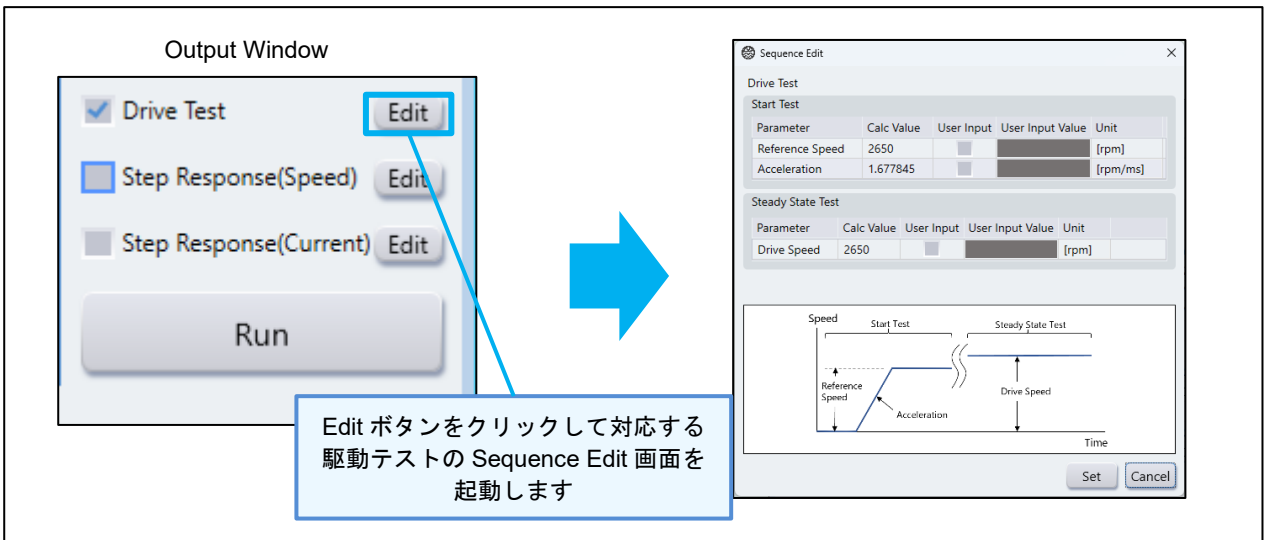 Output Window
Drive Test Edit
Step Response(Speed) Edit
Step Response(Current) Edit
Run
Edit ボタンをクリックして対応する
駆動テストの Sequence Edit 画面を
起動します
Sequence Edit
Drive Test
Start Test
Parameter Calc Value User Input User Input Value Unit
Reference Speed 2650 [rpm]
Acceleration 1.677845 [rpm/ms]
Steady State Test
Parameter Calc Value User Input User Input Value Unit
Drive Speed 2650 [rpm]
Speed
Start Test
Steady State Test
Reference
Speed
Acceleration
Drive Speed
Time
Set Cancel